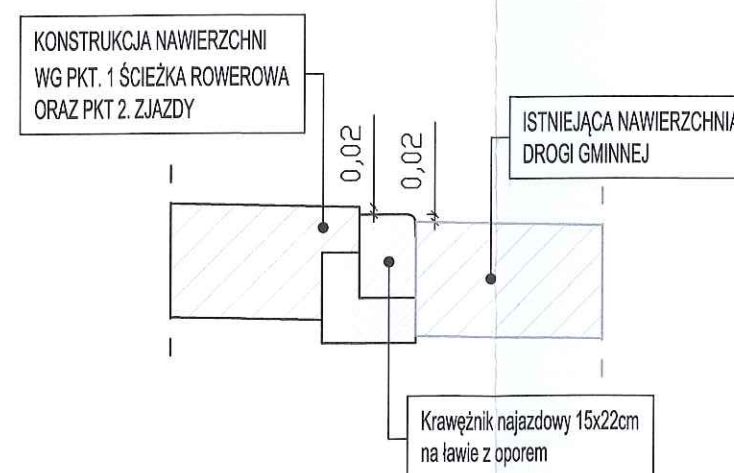 KONSTRUKCJA NAWIERZCHNI
WG PKT. 1 ŚCIEŻKA ROWEROWA
ORAZ PKT 2. ZJAZDY
0,02
0,02
ISTNIEJĄCA NAWIERZCHNIA
DROGI GMINNEJ
Krawężnik najazdowy 15x22cm
na ławie z oporem